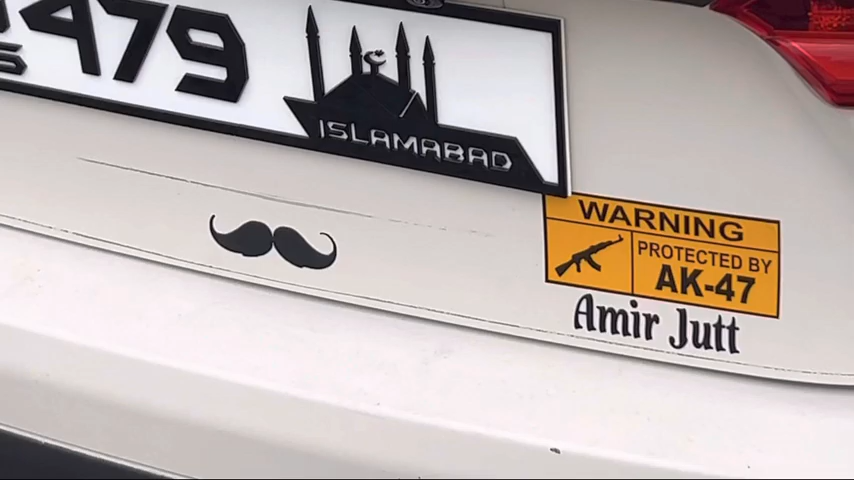 479
ISLAMABAD
WARNING
PROTECTED BY
AK-47
Amir Jutt